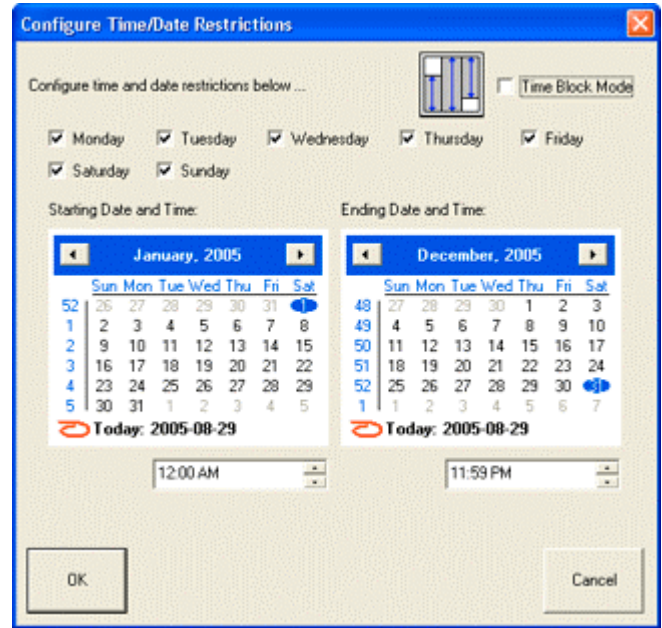 Configure Time/Date Restrictions
Configure time and date restrictions below ...
Time Block Mode
Monday Tuesday Wednesday Thursday Friday
Saturday Sunday
Starting Date and Time:
January, 2005
Sun Mon Tue Wed Thu Fri Sat
52 26 27 28 29 30 31 1
1 2 3 4 5 6 7 8
2 9 10 11 12 13 14 15
3 16 17 18 19 20 21 22
4 23 24 25 26 27 28 29
5 30 31 1 2 3 4 5
Today: 2005-08-29
12:00 AM
Ending Date and Time:
December, 2005
Sun Mon Tue Wed Thu Fri Sat
48 27 28 29 30 1 2 3
49 4 5 6 7 8 9 10
50 11 12 13 14 15 16 17
51 18 19 20 21 22 23 24
52 25 26 27 28 29 30 31
1 1 2 3 4 5 6 7
Today: 2005-08-29
11:59 PM
OK
Cancel